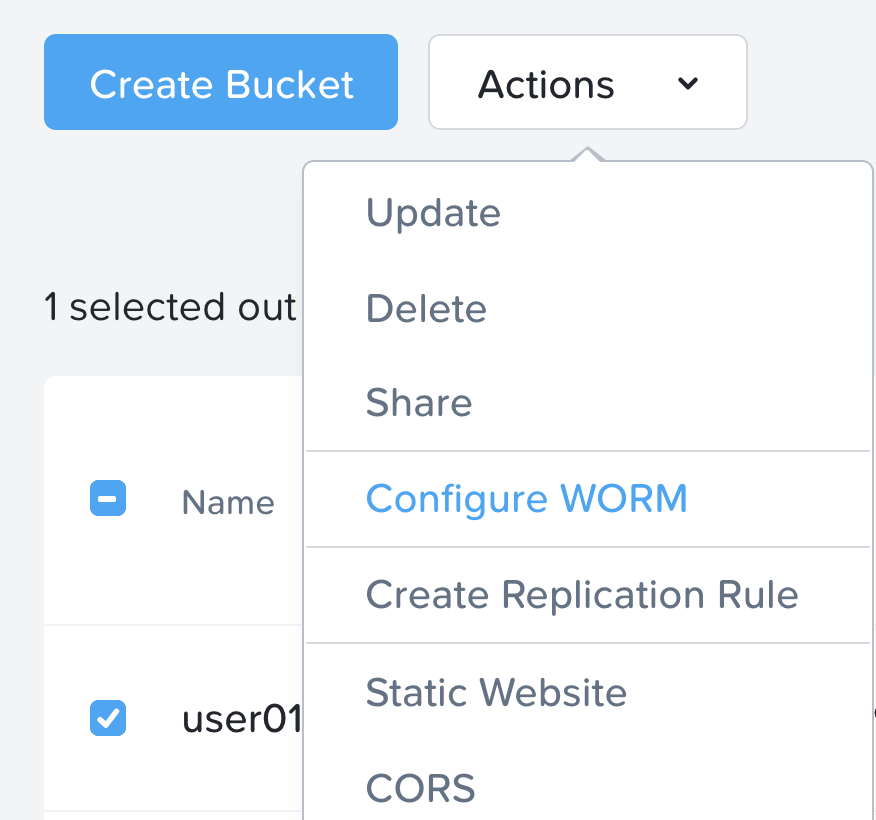 Create Bucket
Actions
Update
Delete
1 selected out
Share
Configure WORM
Name
Create Replication Rule
Static Website
user01
CORS